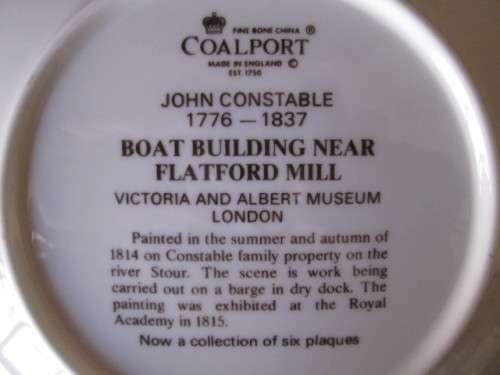 FINE BONE CHINA ®
COALPORT
MADE IN ENGLAND ©
EST. 1750
JOHN CONSTABLE
1776 — 1837
BOAT BUILDING NEAR
FLATFORD MILL
VICTORIA AND ALBERT MUSEUM
LONDON
Painted in the summer and autumn of
1814 on Constable family property on the
river Stour. The scene is work being
carried out on a barge in dry dock. The
painting was exhibited at the Royal
Academy in 1815.
Now a collection of six plaques